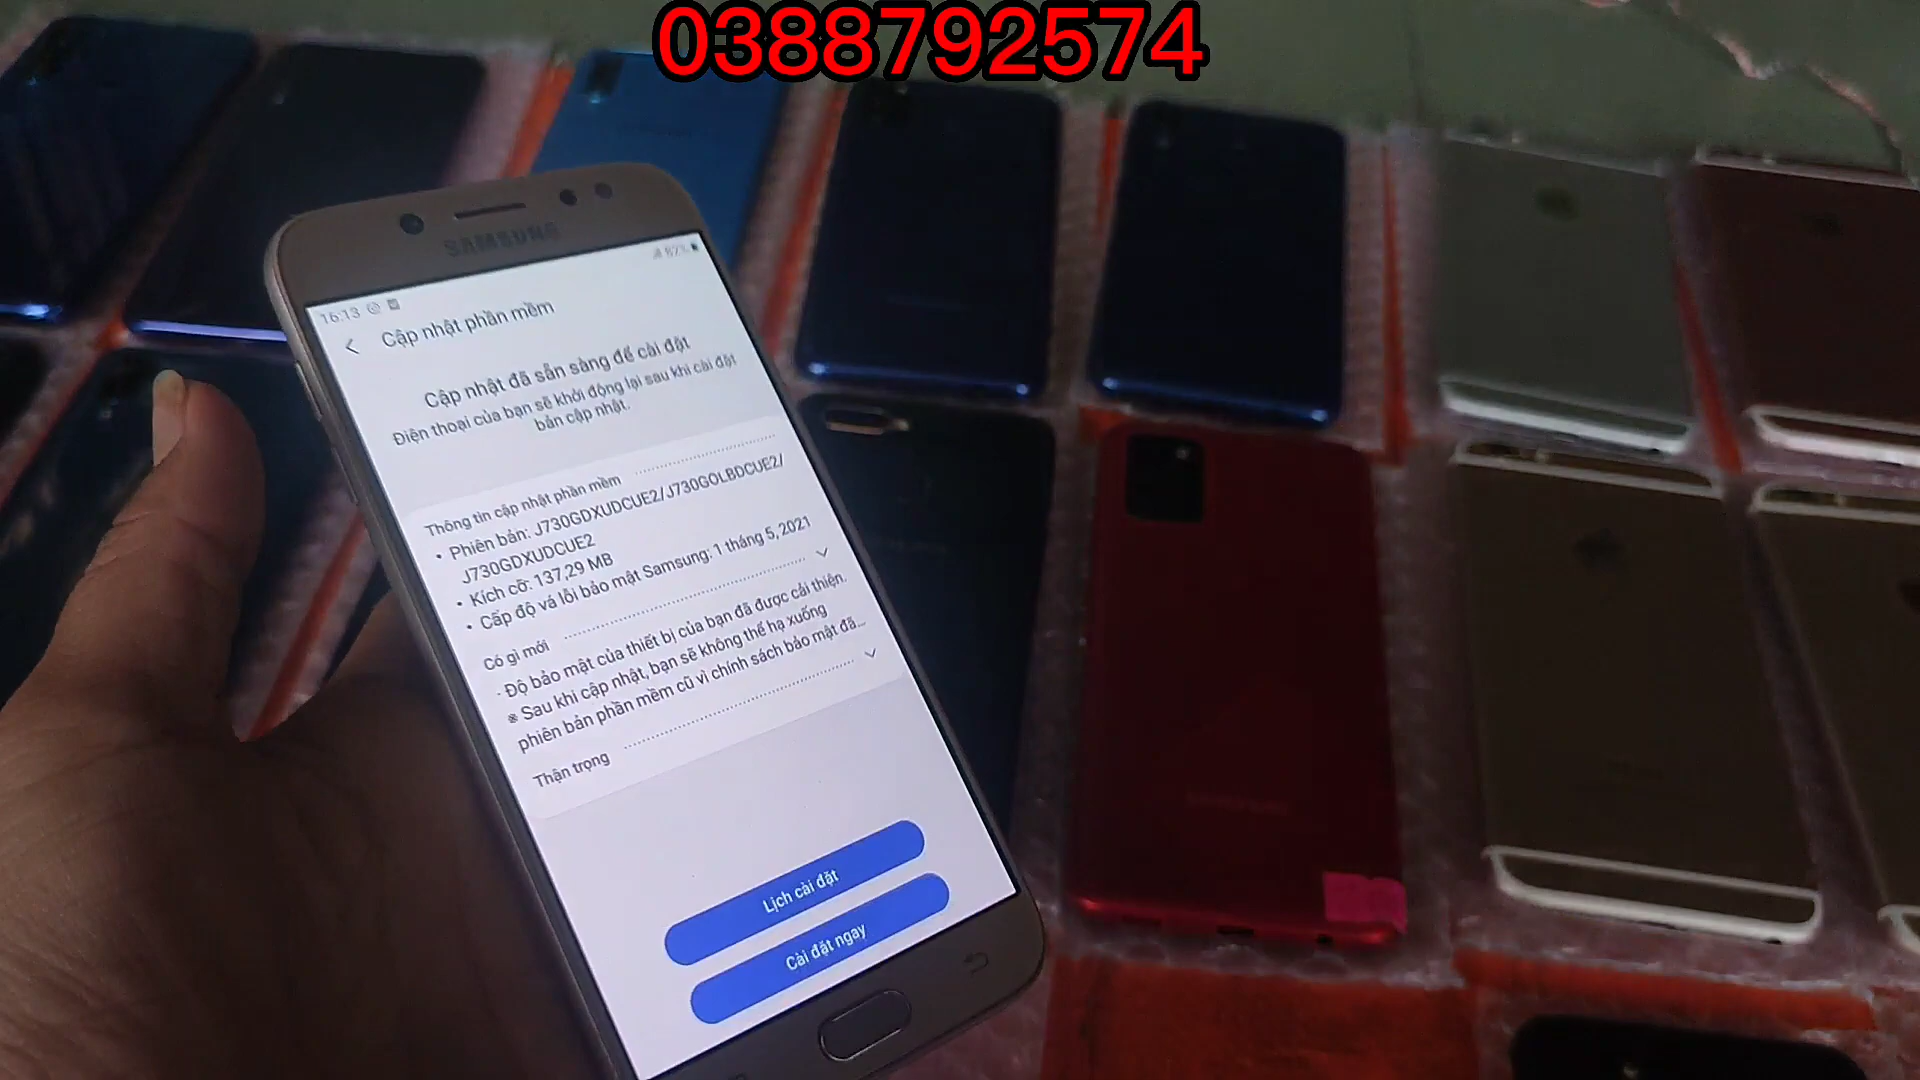 0388792574
SAMSUNG
16:13
82%
Cập nhật phần mềm
Cập nhật đã sẵn sàng để cài đặt
Điện thoại của bạn sẽ khởi động lại sau khi cài đặt
bản cập nhật.
Thông tin cập nhật phần mềm
• Phiên bản: J730GDXUDCUE2/J730GOLBDCUE2/
J730GDXUDCUE2
• Kích cỡ: 137,29 MB
• Cấp độ vá lỗi bảo mật Samsung: 1 tháng 5, 2021
Có gì mới
- Độ bảo mật của thiết bị của bạn đã được cải thiện.
※ Sau khi cập nhật, bạn sẽ không thể hạ xuống
phiên bản phần mềm cũ vì chính sách bảo mật đã...
Thận trọng
Lịch cài đặt
Cài đặt ngay